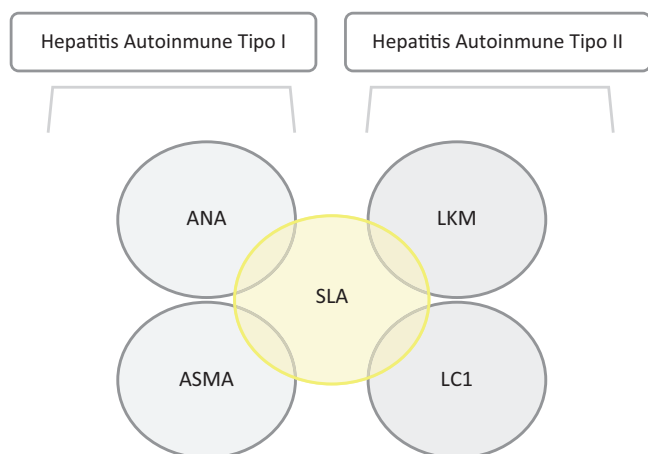 Hepatitis Autoinmune Tipo I
Hepatitis Autoinmune Tipo II
ANA
LKM
SLA
ASMA
LC1